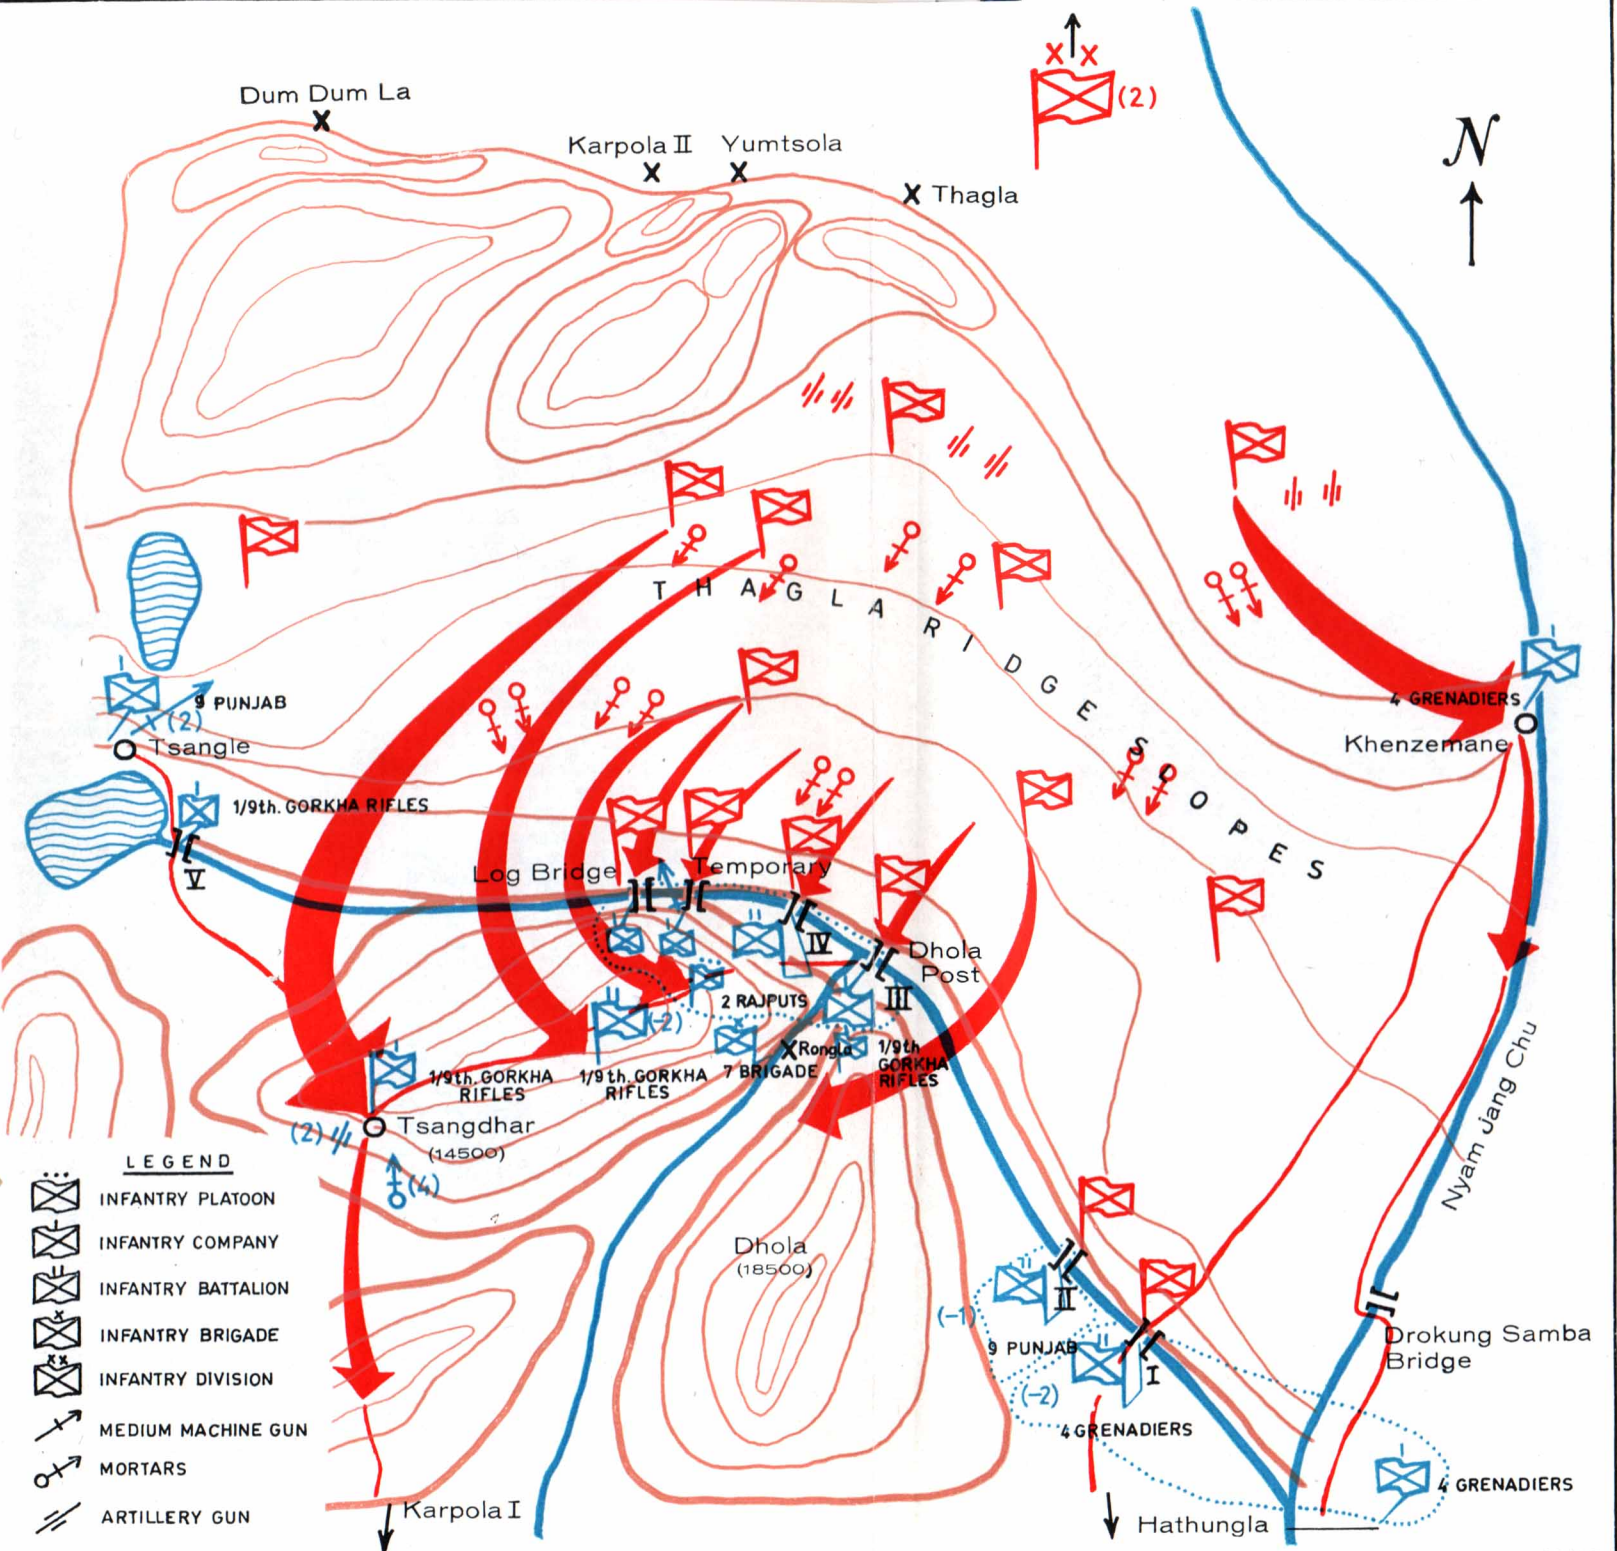 Dum Dum La
Karpola II
Yumtsola
Thagla
(2)
N
THAGLA RIDGE SLOPES
9 PUNJAB
(2)
Tsangle
4 GRENADIERS
Khenzemane
1/9th. GORKHA RIFLES
V
Log Bridge
Temporary
IV
Dhola
Post
III
2 RAJPUTS
(-2)
Rongla
7 BRIGADE
1/9th
GORKHA
RIFLES
1/9th. GORKHA
RIFLES
1/9th. GORKHA
RIFLES
Tsangdhar
(14500)
(2)
(4)
Nyam Jang Chu
Dhola
(18500)
II
(-1)
9 PUNJAB
I
(-2)
4 GRENADIERS
Drokung Samba
Bridge
4 GRENADIERS
Hathungla
Karpola I
LEGEND
INFANTRY PLATOON
INFANTRY COMPANY
INFANTRY BATTALION
INFANTRY BRIGADE
INFANTRY DIVISION
MEDIUM MACHINE GUN
MORTARS
ARTILLERY GUN